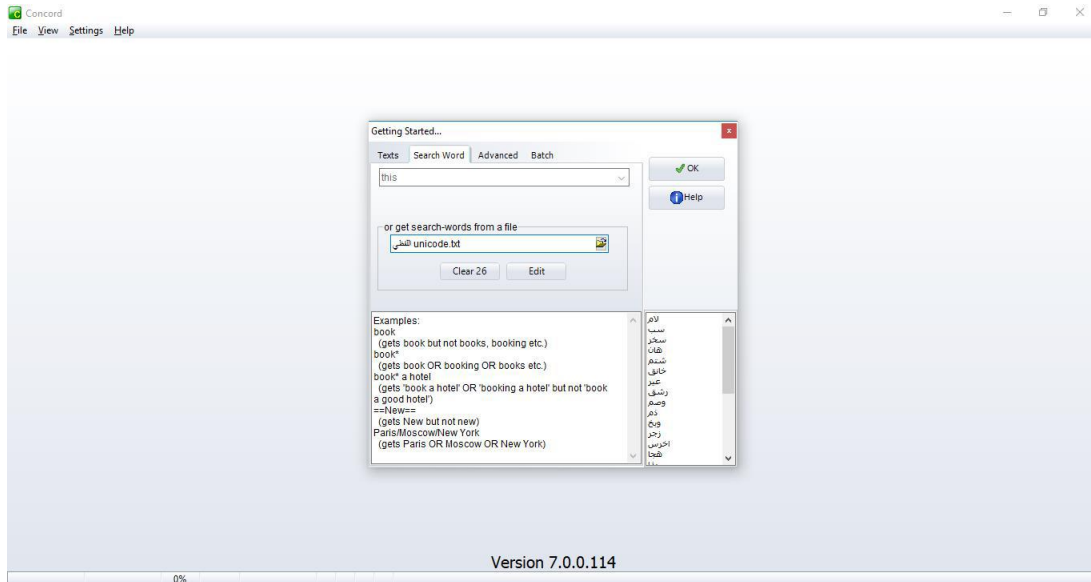 Concord
File View Settings Help
Getting Started...
Texts Search Word Advanced Batch
this
OK
Help
or get search-words from a file
اللفظي unicode.txt
Clear 26 Edit
Examples:
book
(gets book but not books, booking etc.)
book*
(gets book OR booking OR books etc.)
book* a hotel
(gets 'book a hotel' OR 'booking a hotel' but not 'book
a good hotel')
==New==
(gets New but not new)
Paris/Moscow/New York
(gets Paris OR Moscow OR New York)
لام
سب
سخر
هان
شتم
خانق
عير
رشق
وصم
ذم
وبخ
زجر
اخرس
هجا
Version 7.0.0.114
0%